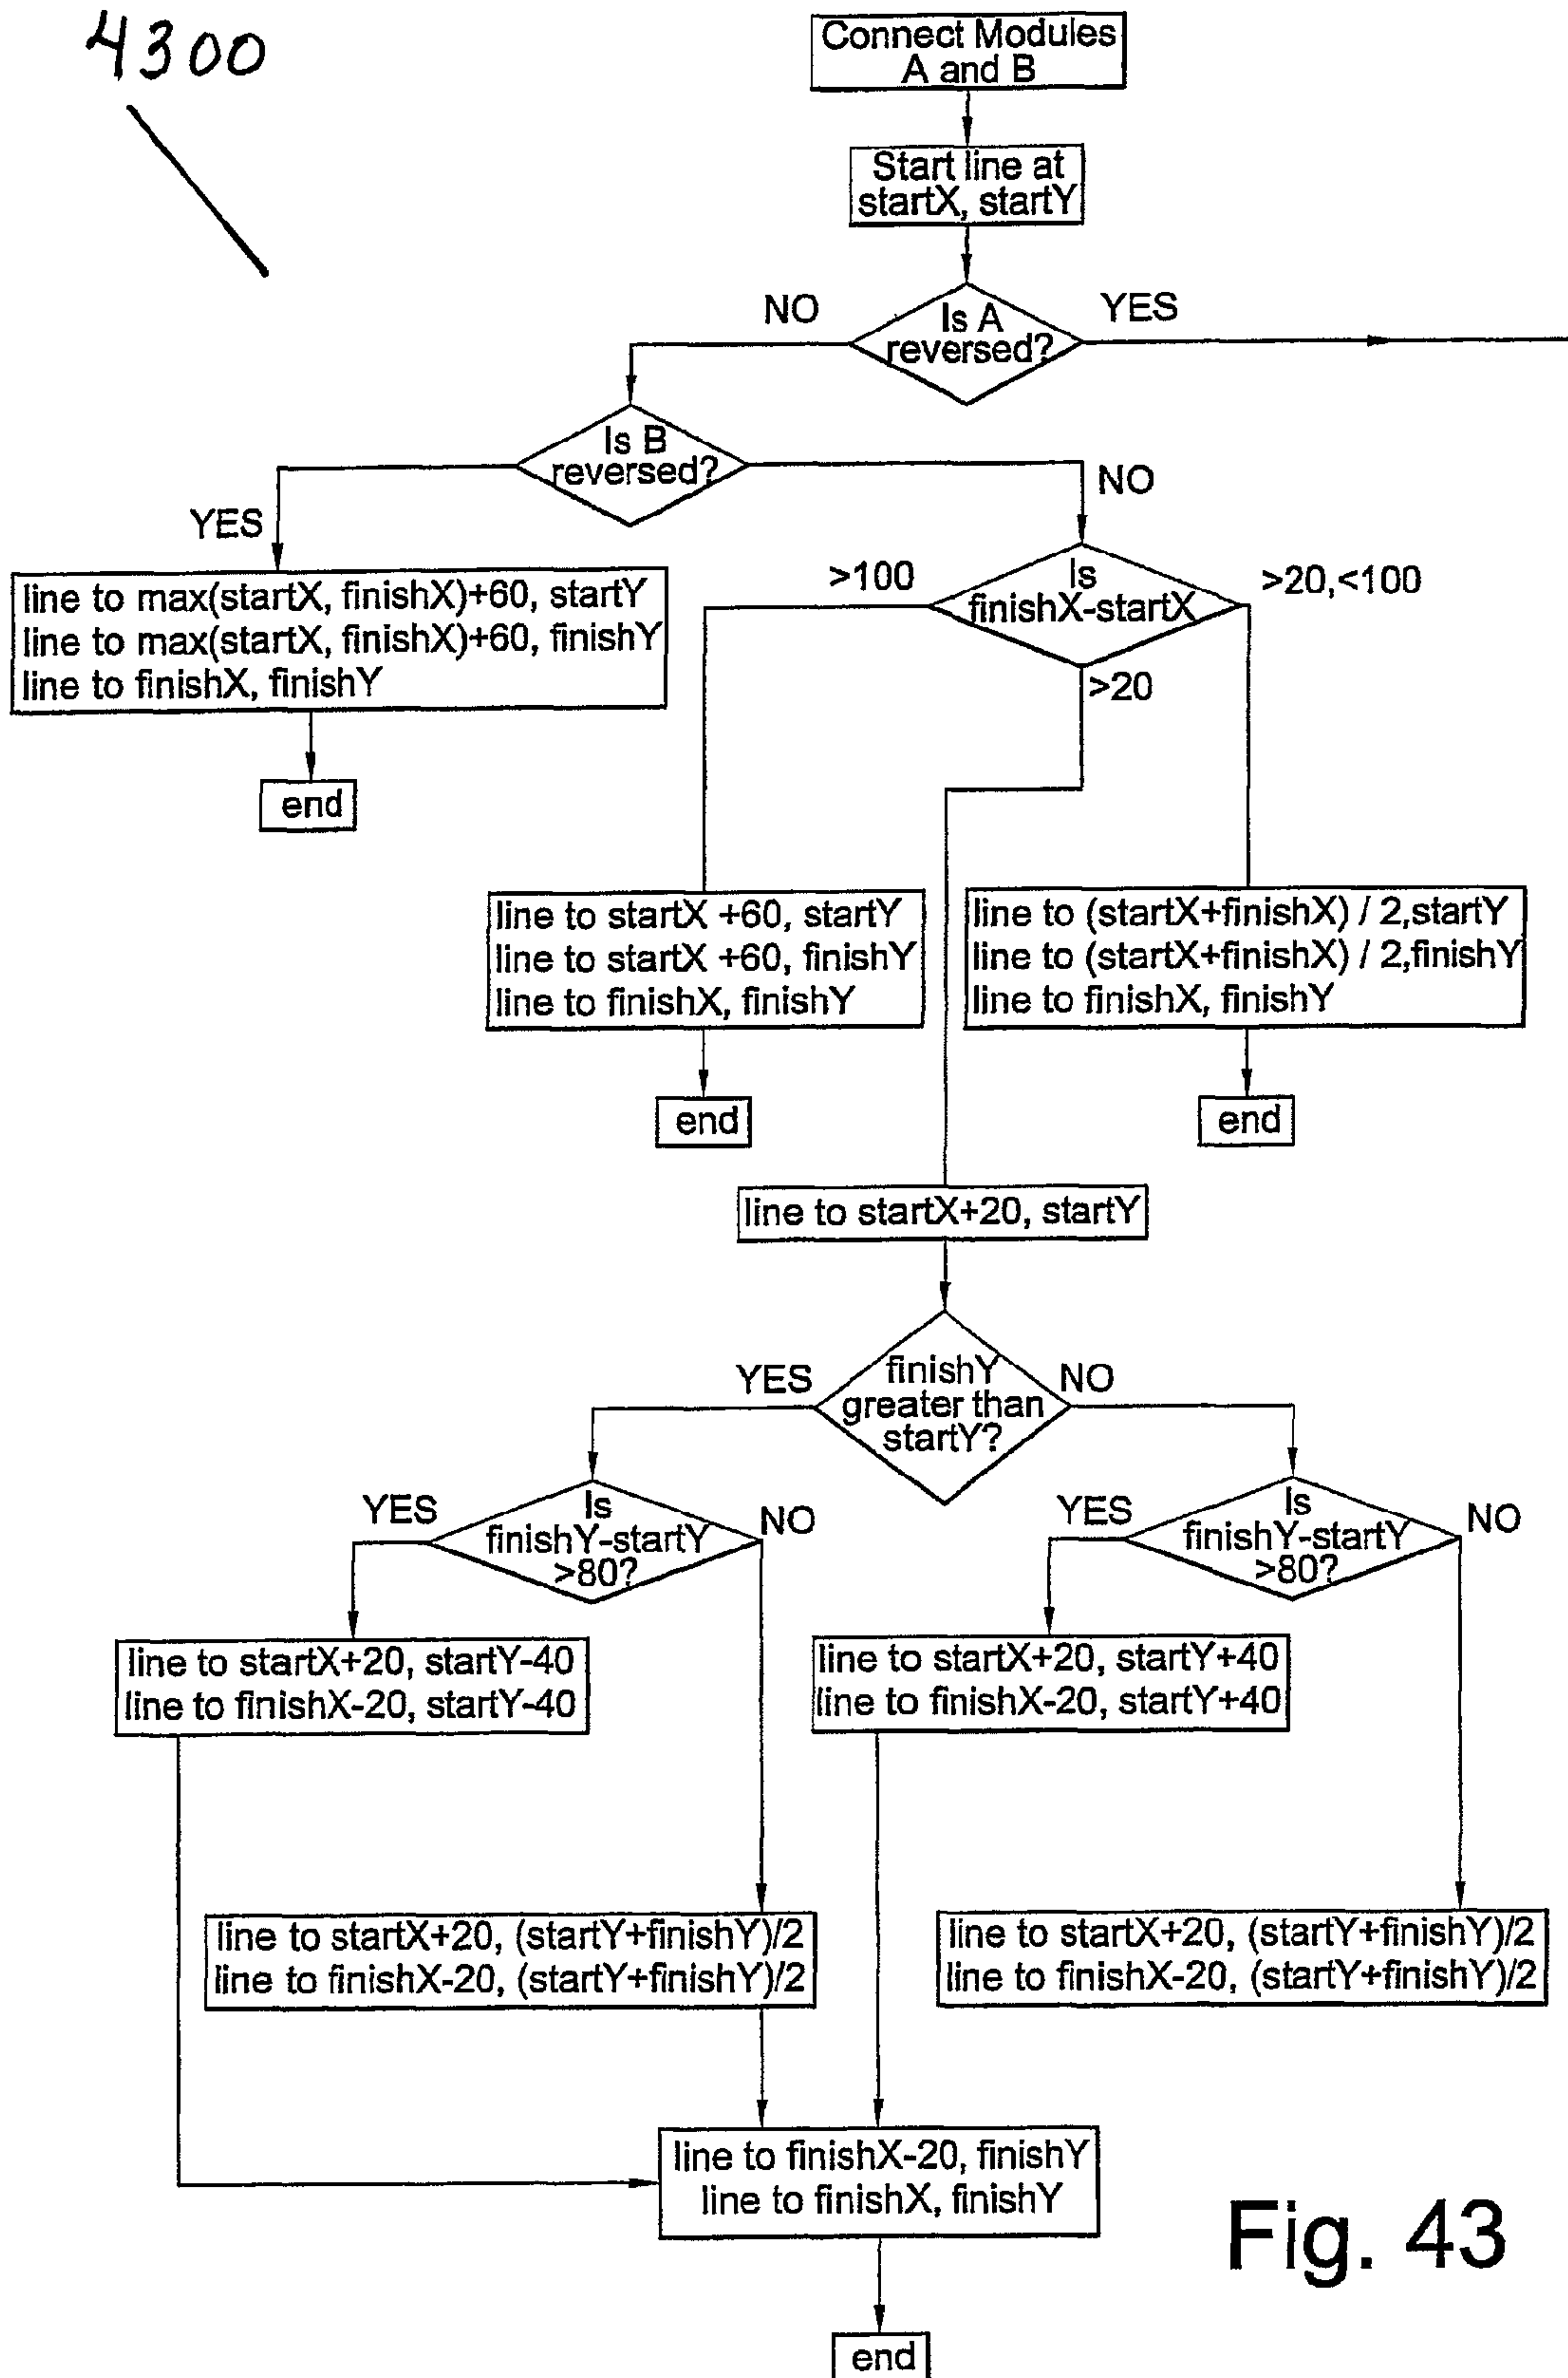 4300
Connect Modules
A and B
Start line at
startX, startY
NO
Is A
reversed?
YES
Is B
reversed?
YES
NO
line to max(startX, finishX)+60, startY
line to max(startX, finishX)+60, finishY
line to finishX, finishY
end
>100
Is
finishX-startX
>20,<100
>20
line to startX +60, startY
line to startX +60, finishY
line to finishX, finishY
end
line to (startX+finishX) / 2,startY
line to (startX+finishX) / 2,finishY
line to finishX, finishY
end
line to startX+20, startY
YES
finishY
greater than
startY?
NO
YES
Is
finishY-startY
>80?
NO
YES
Is
finishY-startY
>80?
NO
line to startX+20, startY-40
line to finishX-20, startY-40
line to startX+20, startY+40
line to finishX-20, startY+40
line to startX+20, (startY+finishY)/2
line to finishX-20, (startY+finishY)/2
line to startX+20, (startY+finishY)/2
line to finishX-20, (startY+finishY)/2
line to finishX-20, finishY
line to finishX, finishY
end
Fig. 43